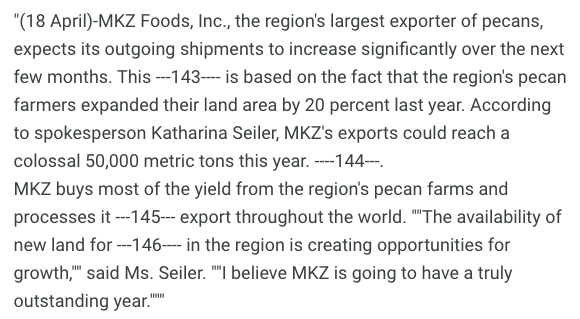 "(18 April)-MKZ Foods, Inc., the region's largest exporter of pecans,
expects its outgoing shipments to increase significantly over the next
few months. This ---143---- is based on the fact that the region's pecan
farmers expanded their land area by 20 percent last year. According
to spokesperson Katharina Seiler, MKZ's exports could reach a
colossal 50,000 metric tons this year. ----144---.
MKZ buys most of the yield from the region's pecan farms and
processes it ---145--- export throughout the world. ""The availability of
new land for ---146---- in the region is creating opportunities for
growth,"" said Ms. Seiler. ""I believe MKZ is going to have a truly
outstanding year."""